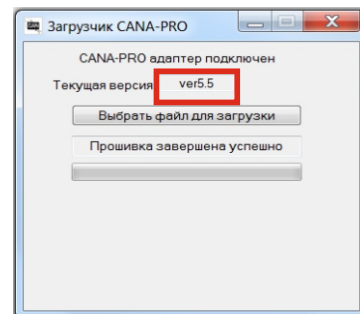 Загрузчик CANA-PRO
CANA-PRO адаптер подключен
Текущая версия ver5.5
Выбрать файл для загрузки
Прошивка завершена успешно